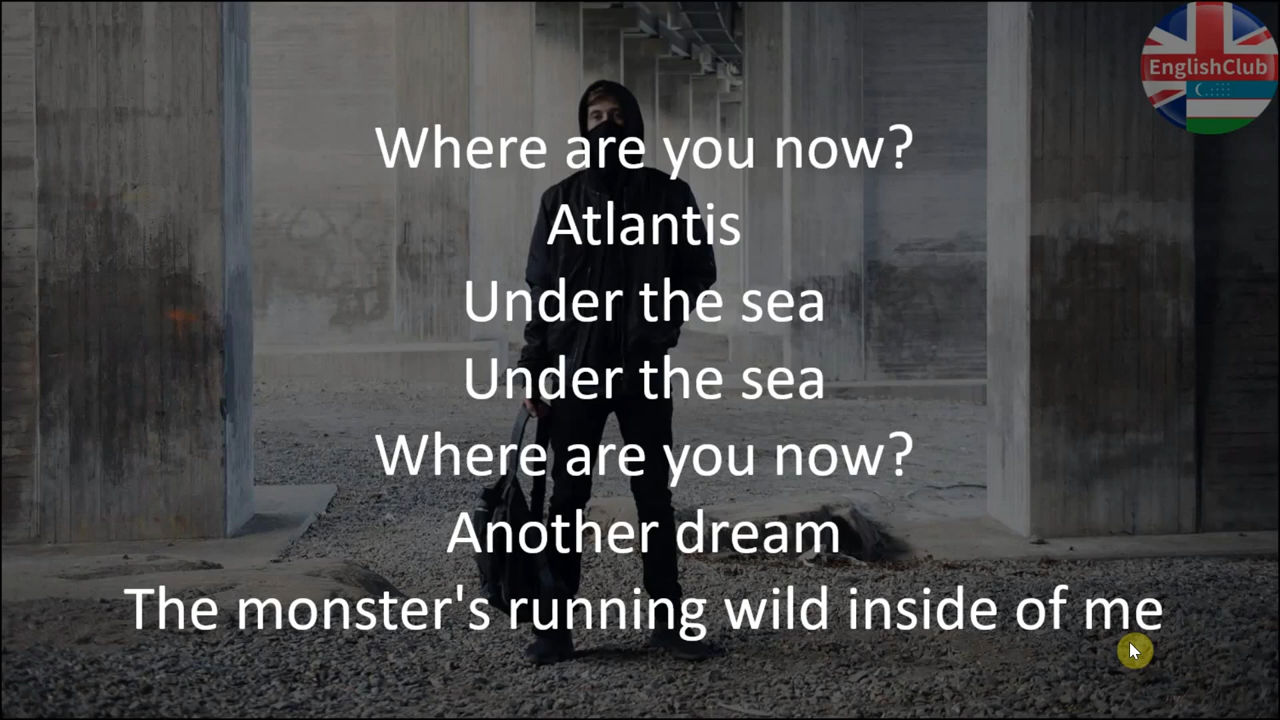 EnglishClub
Where are you now?
Atlantis
Under the sea
Under the sea
Where are you now?
Another dream
The monster's running wild inside of me